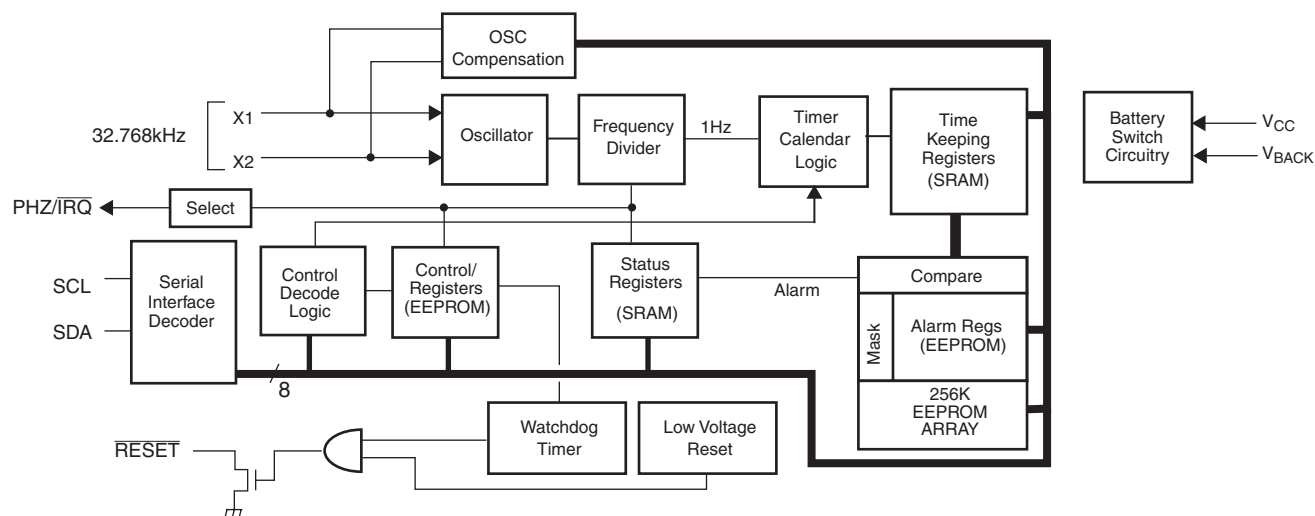 OSC
Compensation
X1
32.768kHz
X2
Oscillator
Frequency
Divider
1Hz
Timer
Calendar
Logic
Time
Keeping
Registers
(SRAM)
Battery
Switch
Circuitry
VCC
VBACK
PHZ/IRQ
Select
SCL
SDA
Serial
Interface
Decoder
Control
Decode
Logic
Control/
Registers
(EEPROM)
Status
Registers
(SRAM)
Alarm
Compare
Mask
Alarm Regs
(EEPROM)
256K
EEPROM
ARRAY
8
Watchdog
Timer
Low Voltage
Reset
RESET